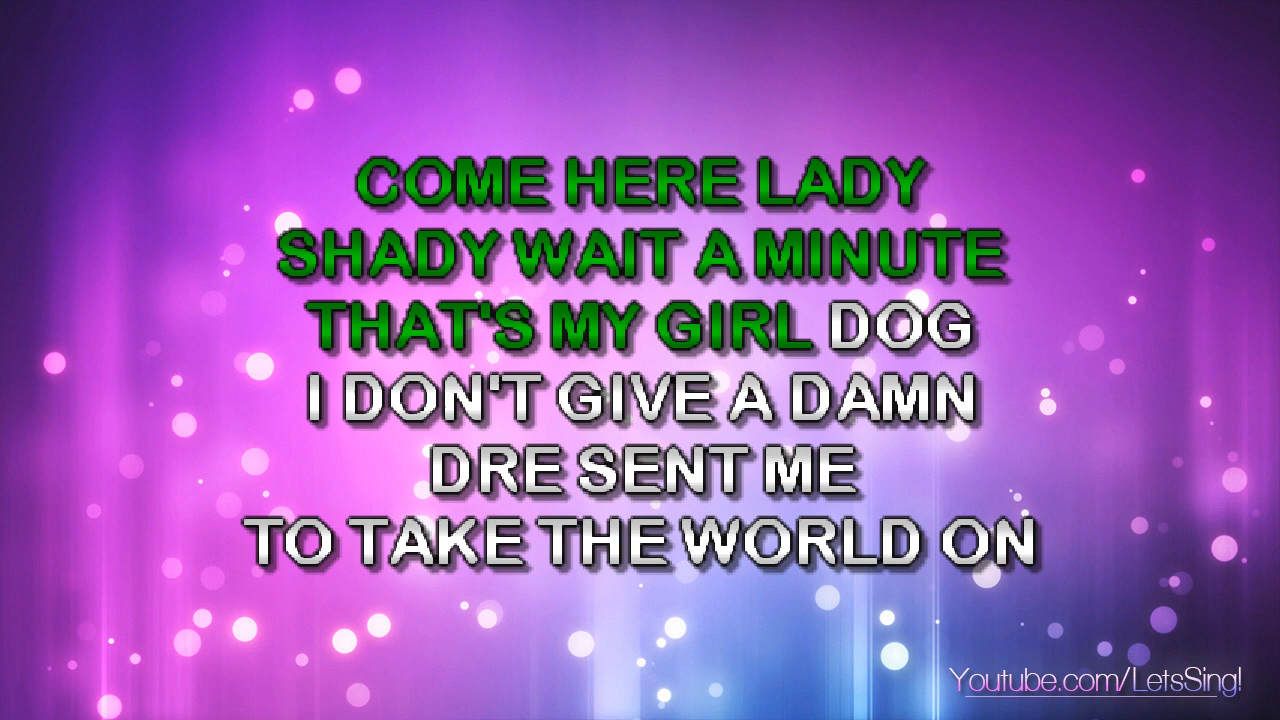 COME HERE LADY
SHADY WAIT A MINUTE
THAT'S MY GIRL DOG
I DON'T GIVE A DAMN
DRE SENT ME
TO TAKE THE WORLD ON
Youtube.com/LetsSing!